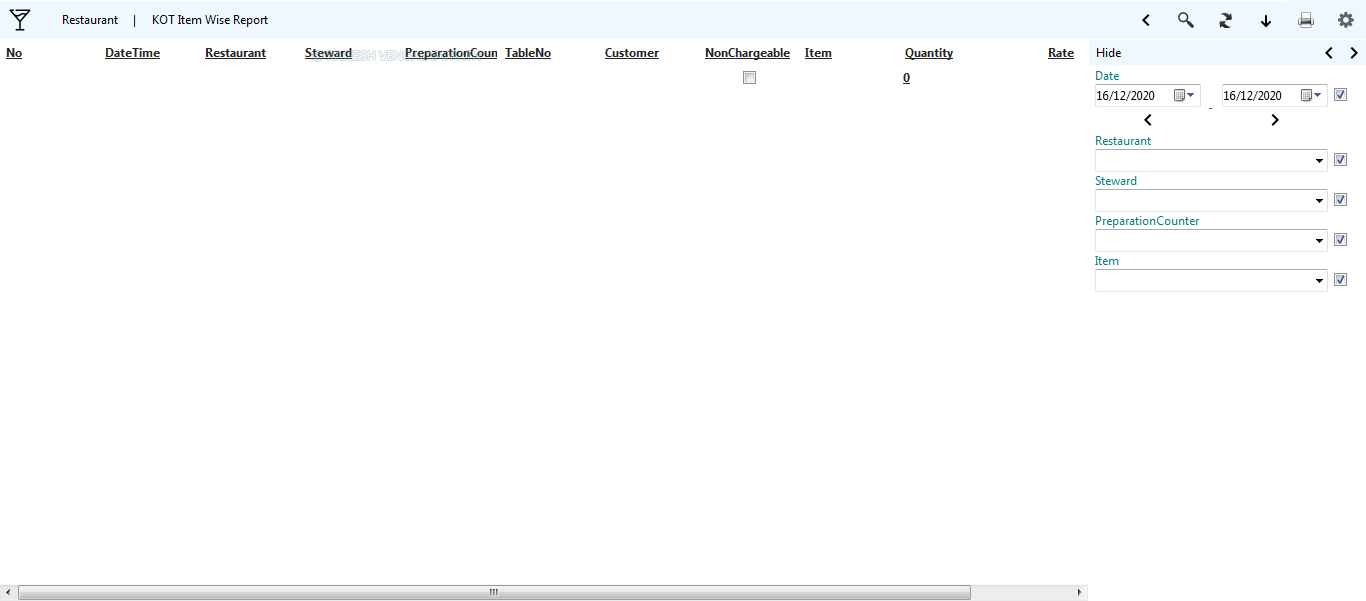 Restaurant | KOT Item Wise Report
No DateTime Restaurant Steward PreparationCoun TableNo Customer NonChargeable Item Quantity Rate
0
Hide
Date
16/12/2020 - 16/12/2020
Restaurant
Steward
PreparationCounter
Item